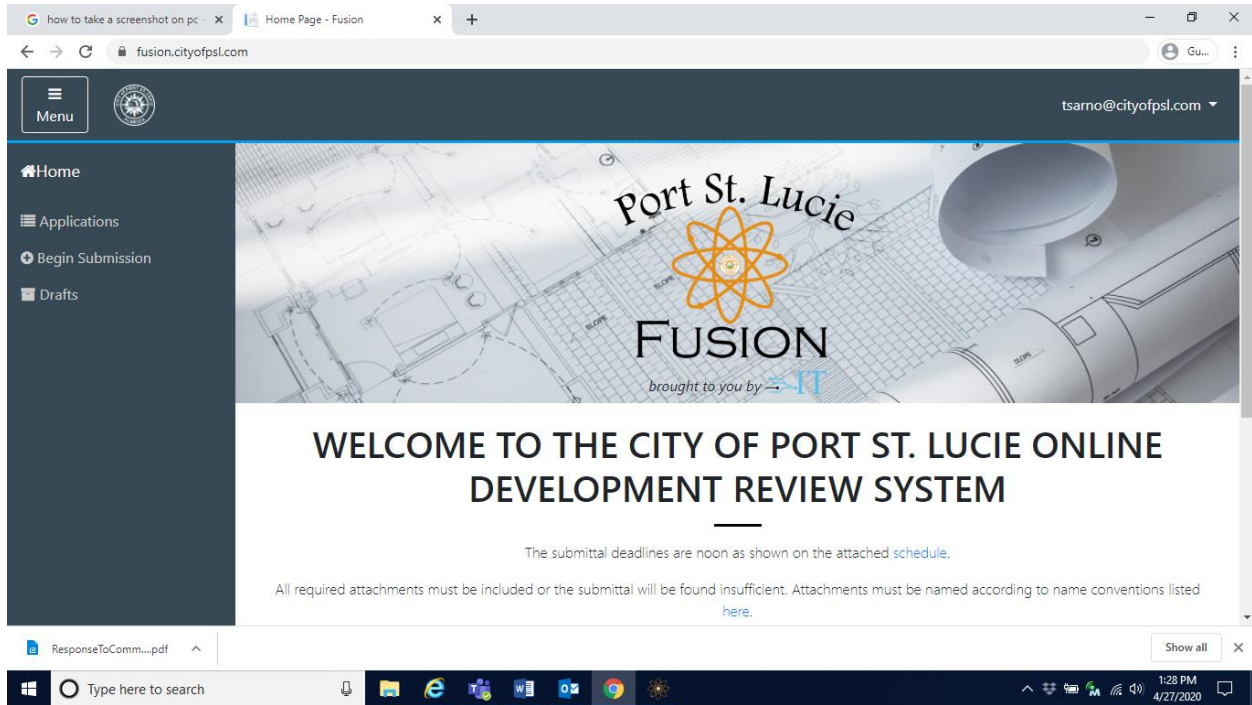 how to take a screenshot on pc -
Home Page - Fusion
fusion.cityofpsl.com
Gu...
Menu
tsarno@cityofpsl.com
Home
Applications
Begin Submission
Drafts
Port St. Lucie
FUSION
brought to you by IT
SLOPE
SLOPE
SLOPE
WELCOME TO THE CITY OF PORT ST. LUCIE ONLINE
DEVELOPMENT REVIEW SYSTEM
The submittal deadlines are noon as shown on the attached schedule.
All required attachments must be included or the submittal will be found insufficient. Attachments must be named according to name conventions listed
here.
ResponseToComm....pdf
Show all
Type here to search
1:28 PM
4/27/2020